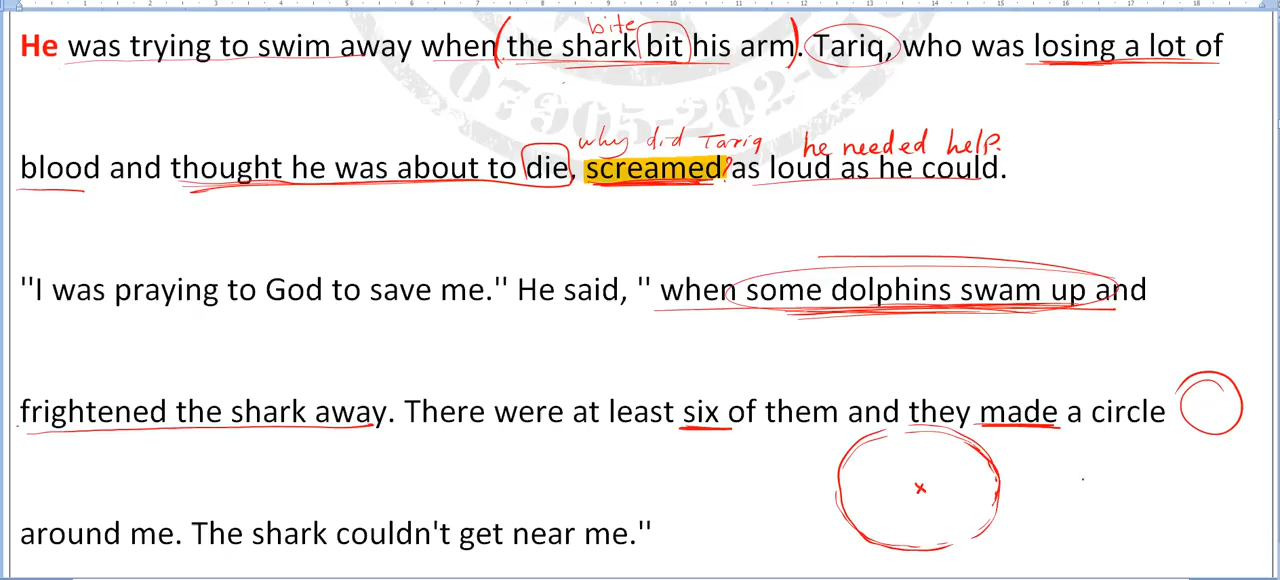 bite
He was trying to swim away when (the shark bit his arm). Tariq, who was losing a lot of
why did Tariq he needed help.
blood and thought he was about to die, screamed? as loud as he could.
"I was praying to God to save me." He said, " when some dolphins swam up and
frightened the shark away. There were at least six of them and they made a circle
around me. The shark couldn't get near me."